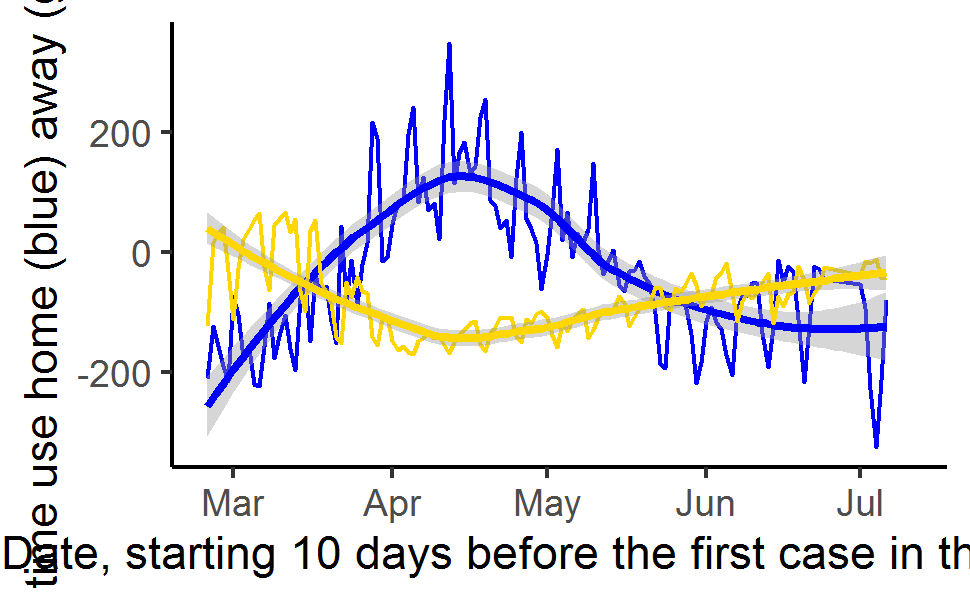 time use home (blue) away (
200
0
-200
Mar Apr May Jun Jul
Date, starting 10 days before the first case in th